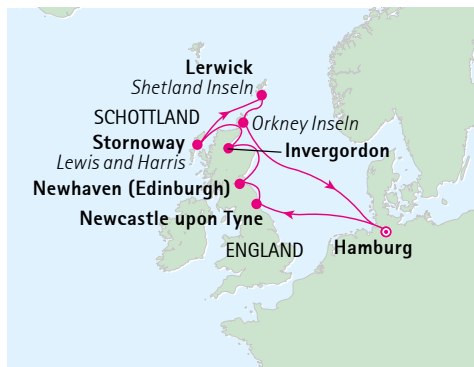 Lerwick
Shetland Inseln
SCHOTTLAND
Orkney Inseln
Stornoway
Lewis and Harris
Invergordon
Newhaven (Edinburgh)
Newcastle upon Tyne
ENGLAND
Hamburg